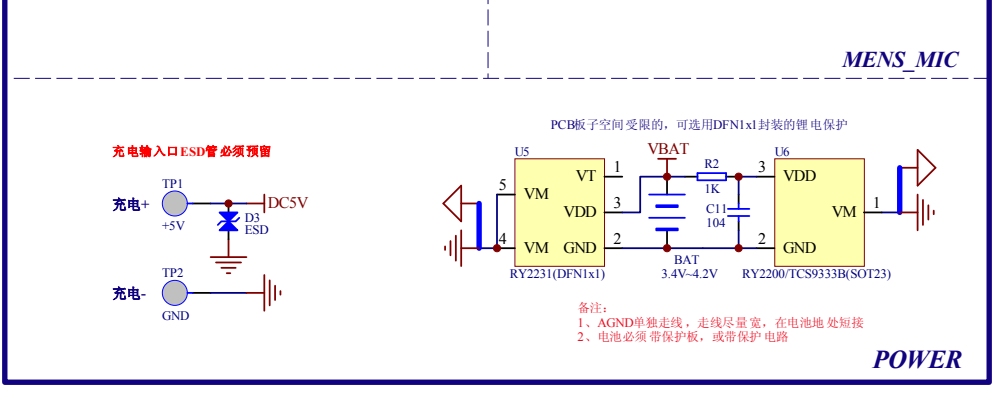 MENS_MIC
PCB板子空间受限的，可选用DFN1x1封装的锂电保护
充电输入口ESD管必须预留
TP1
充电+
+5V
DC5V
D3
ESD
TP2
充电-
GND
U5
5
VM
4
VM
VT
1
VDD
3
GND
2
RY2231(DFN1x1)
VBAT
R2
1K
C11
104
BAT
3.4V~4.2V
U6
3
VDD
VM
1
2
GND
RY2200/TCS9333B(SOT23)
备注：
1、AGND单独走线，走线尽量宽，在电池地处短接
2、电池必须带保护板，或带保护电路
POWER